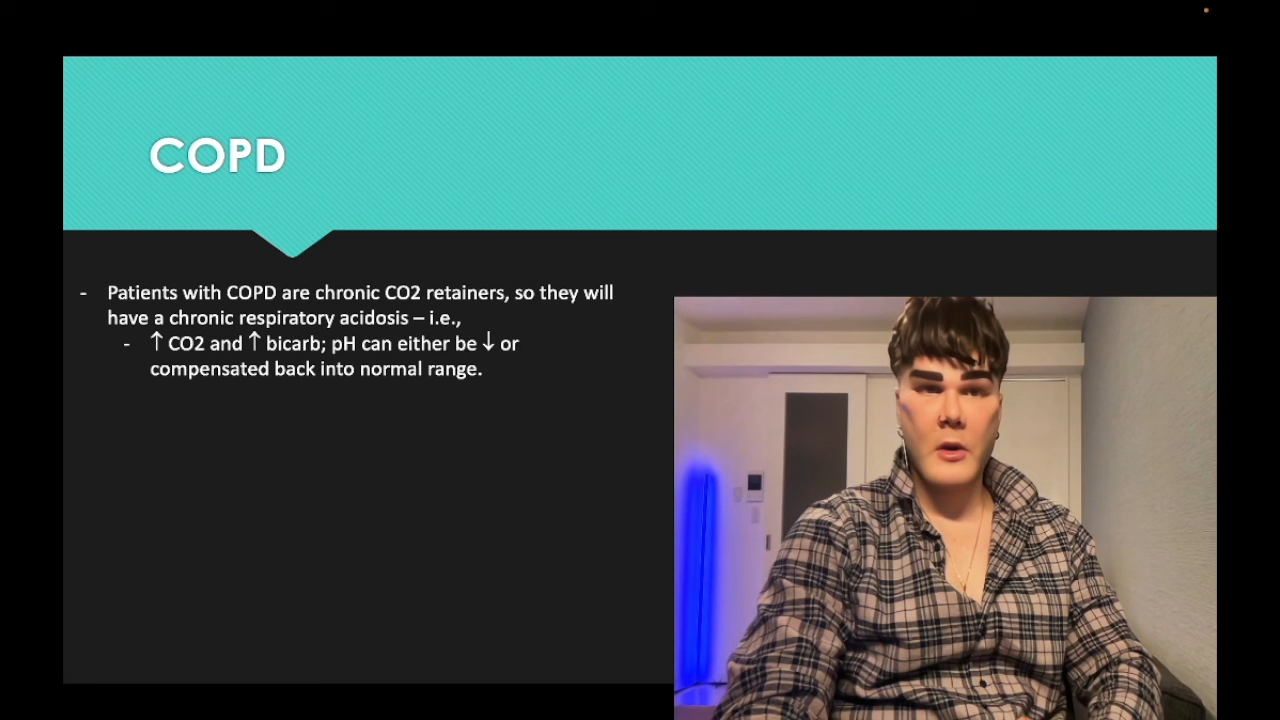 COPD
- Patients with COPD are chronic CO2 retainers, so they will
have a chronic respiratory acidosis – i.e.,
- ↑ CO2 and ↑ bicarb; pH can either be ↓ or
compensated back into normal range.